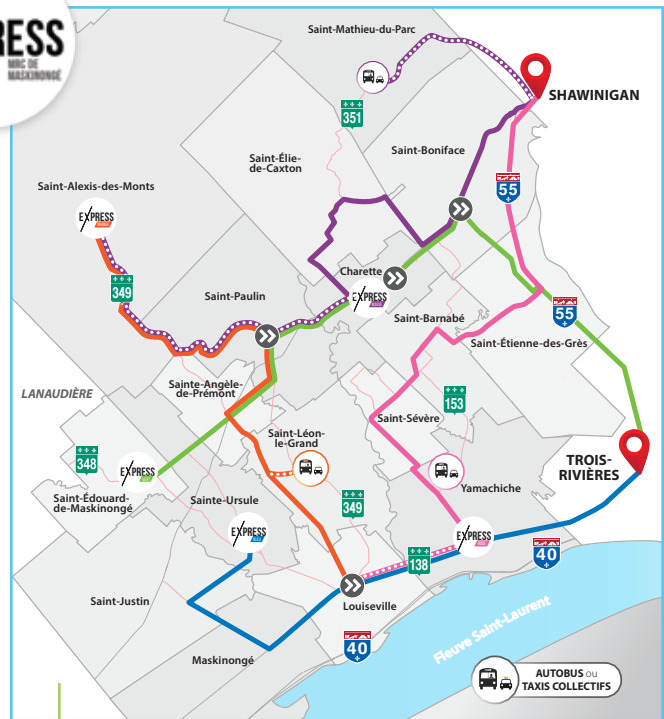 RESS
MRC DE
MASKINONGÉ
Saint-Mathieu-du-Parc
SHAWINIGAN
351
Saint-Boniface
Saint-Élie-
de-Caxton
55
Saint-Alexis-des-Monts
EXPRESS
349
Saint-Paulin
Charette
EXPRESS
Saint-Barnabé
55
Saint-Étienne-des-Grès
LANAUDIÈRE
Sainte-Angèle-
de-Prémont
153
Saint-Sévère
Saint-Léon-
le-Grand
348
EXPRESS
TROIS-
RIVIÈRES
Saint-Édouard-
de-Maskinongé
Sainte-Ursule
349
Yamachiche
EXPRESS
EXPRESS
138
40
Saint-Justin
Louiseville
Maskinongé
40
Fleuve Saint-Laurent
AUTOBUS ou
TAXIS COLLECTIFS